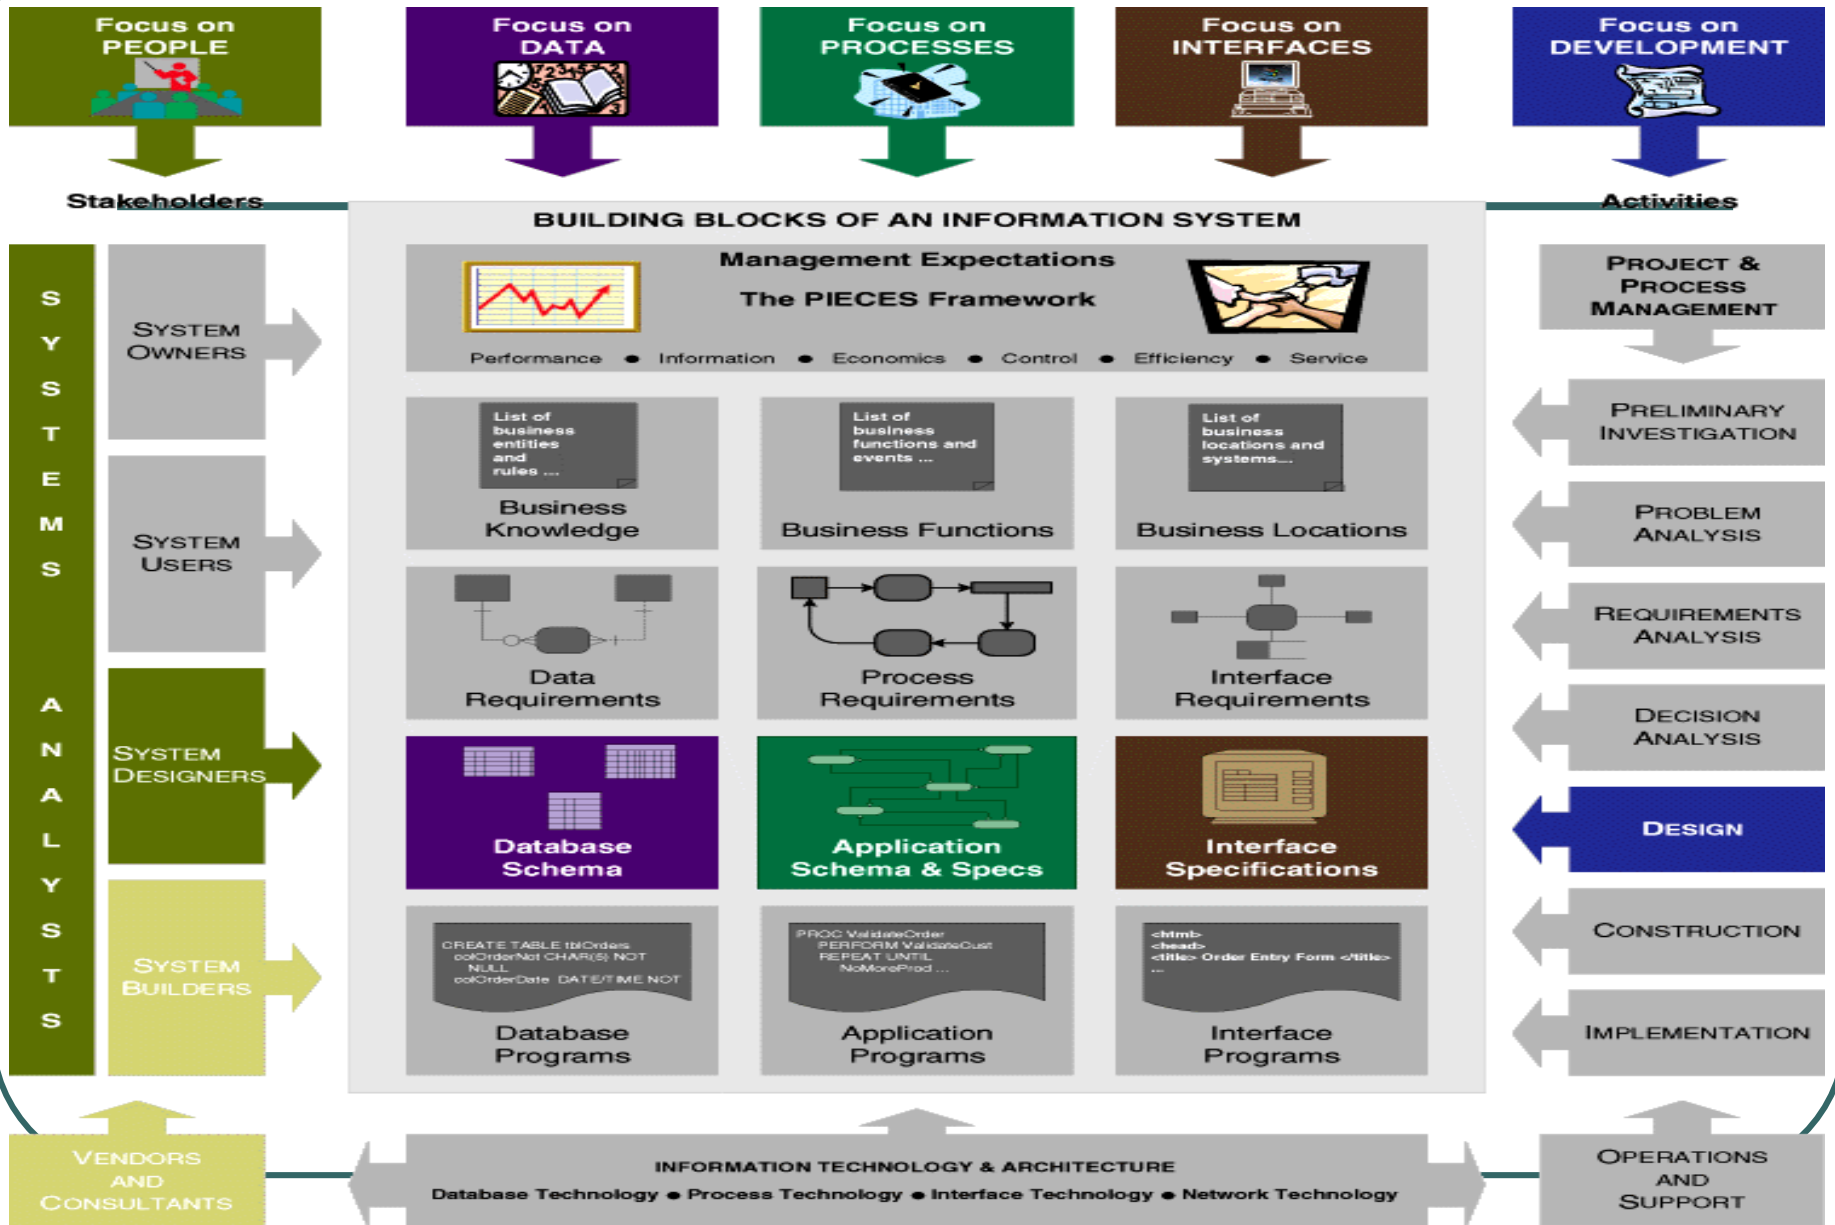 Focus on
PEOPLE
Focus on
DATA
Focus on
PROCESSES
Focus on
INTERFACES
Focus on
DEVELOPMENT
Stakeholders
Activities
BUILDING BLOCKS OF AN INFORMATION SYSTEM
Management Expectations
The PIECES Framework
Performance ● Information ● Economics ● Control ● Efficiency ● Service
SYSTEMS ANALYSTS
SYSTEM
OWNERS
SYSTEM
USERS
SYSTEM
DESIGNERS
SYSTEM
BUILDERS
List of
business
entities
and
rules ...
Business
Knowledge
List of
business
functions and
events ...
Business Functions
List of
business
locations and
systems...
Business Locations
Data
Requirements
Process
Requirements
Interface
Requirements
Database
Schema
Application
Schema & Specs
Interface
Specifications
CREATE TABLE tblOrders
colOrderNot CHAR(5) NOT
NULL
colOrderDate DATE/TIME NOT
Database
Programs
PROC ValidateOrder
PERFORM ValidateCust
REPEAT UNTIL
NoMoreProd ...
Application
Programs
<html>
<head>
<title> Order Entry Form </title>
...
Interface
Programs
PROJECT &
PROCESS
MANAGEMENT
PRELIMINARY
INVESTIGATION
PROBLEM
ANALYSIS
REQUIREMENTS
ANALYSIS
DECISION
ANALYSIS
DESIGN
CONSTRUCTION
IMPLEMENTATION
VENDORS
AND
CONSULTANTS
INFORMATION TECHNOLOGY & ARCHITECTURE
Database Technology ● Process Technology ● Interface Technology ● Network Technology
OPERATIONS
AND
SUPPORT